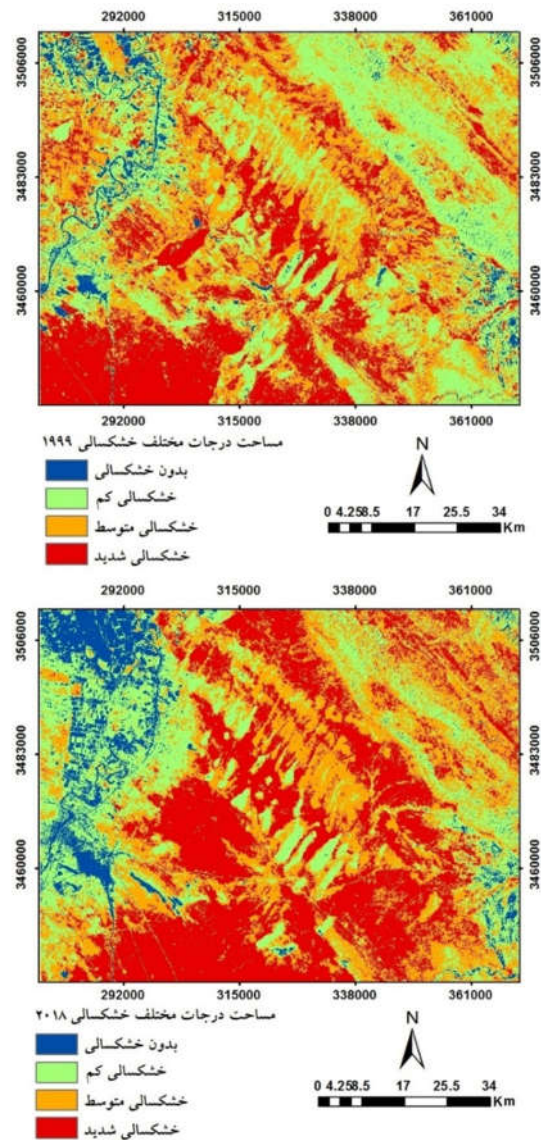 292000 315000 338000 361000
3506000 3506000
3483000 3483000
3460000 3460000
292000 315000 338000 361000
مساحت درجات مختلف خشکسالی ۱۹۹۹
بدون خشکسالی
خشکسالی کم
خشکسالی متوسط
خشکسالی شدید
N
0 4.25 8.5 17 25.5 34
Km
292000 315000 338000 361000
3506000 3506000
3483000 3483000
3460000 3460000
292000 315000 338000 361000
مساحت درجات مختلف خشکسالی ۲۰۱۸
بدون خشکسالی
خشکسالی کم
خشکسالی متوسط
خشکسالی شدید
N
0 4.25 8.5 17 25.5 34
Km